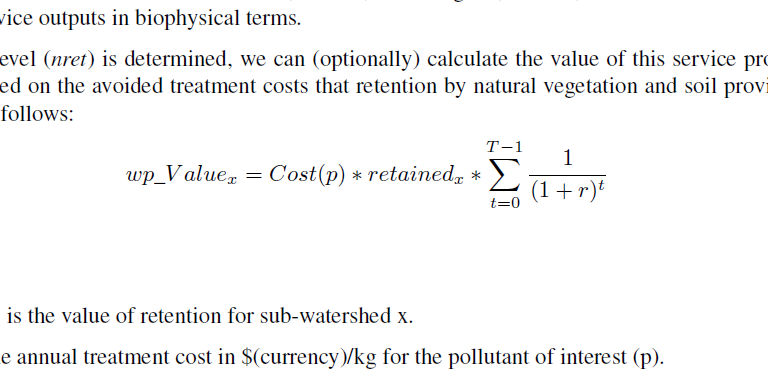 vice outputs in biophysical terms.
evel (nret) is determined, we can (optionally) calculate the value of this service pro
ed on the avoided treatment costs that retention by natural vegetation and soil provi
follows:
wp_Value_x = Cost(p) * retained_x * \sum_{t=0}^{T-1} \frac{1}{(1+r)^t}
is the value of retention for sub-watershed x.
e annual treatment cost in $(currency)/kg for the pollutant of interest (p).